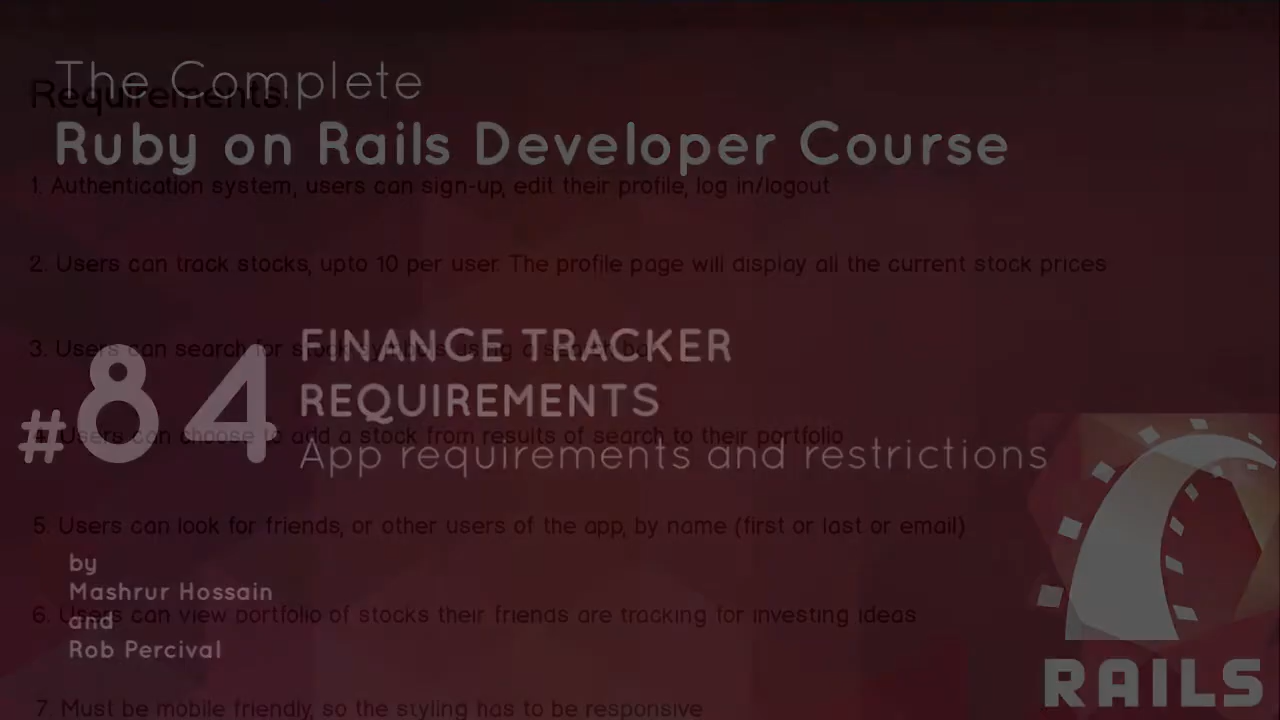 The Complete
Requirements:
Ruby on Rails Developer Course
1. Authentication system, users can sign-up, edit their profile, log in/logout
2. Users can track stocks, upto 10 per user. The profile page will display all the current stock prices
3. Users can search for stock symbols using a search bar
#84
FINANCE TRACKER
REQUIREMENTS
4. Users can choose to add a stock from results of search to their portfolio
App requirements and restrictions
5. Users can look for friends, or other users of the app, by name (first or last or email)
by
Mashrur Hossain
6. Users can view portfolio of stocks their friends are tracking for investing ideas
and
Rob Percival
RAILS
7. Must be mobile friendly, so the styling has to be responsive